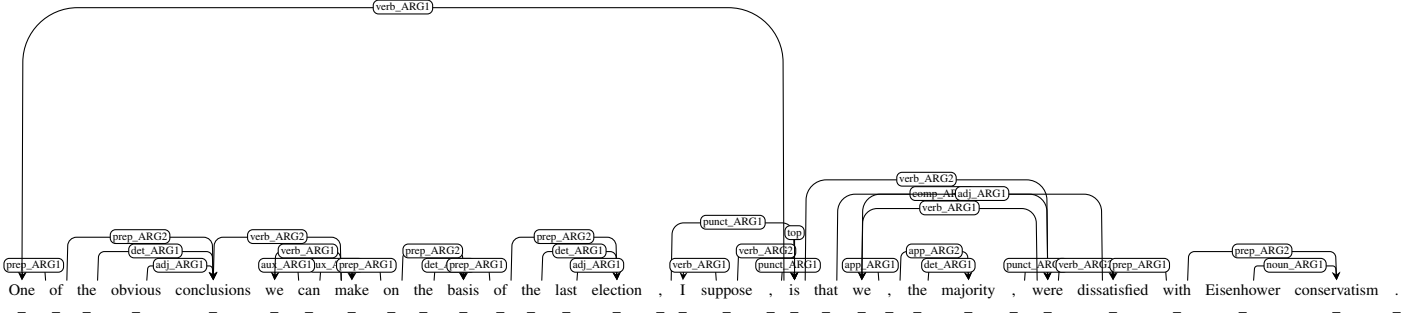 verb_ARG1
verb_ARG2
adj_ARG1
verb_ARG1
punct_ARG1
top
prep_ARG2 verb_ARG2 prep_ARG2
det_ARG1 verb_ARG1 prep_ARG2 det_ARG1 verb_ARG2 app_ARG2 prep_ARG2
prep_ARG1 adj_ARG1 aux_ARG1 prep_ARG1 prep_ARG1 adj_ARG1 verb_ARG1 punct_ARG1 app_ARG1 det_ARG1 prep_ARG1 noun_ARG1
One of the obvious conclusions we can make on the basis of the last election , I suppose , is that we , the majority , were dissatisfied with Eisenhower conservatism .
_ _ _ _ _ _ _ _ _ _ _ _ _ _ _ _ _ _ _ _ _ _ _ _ _ _ _ _ _ _ _ _